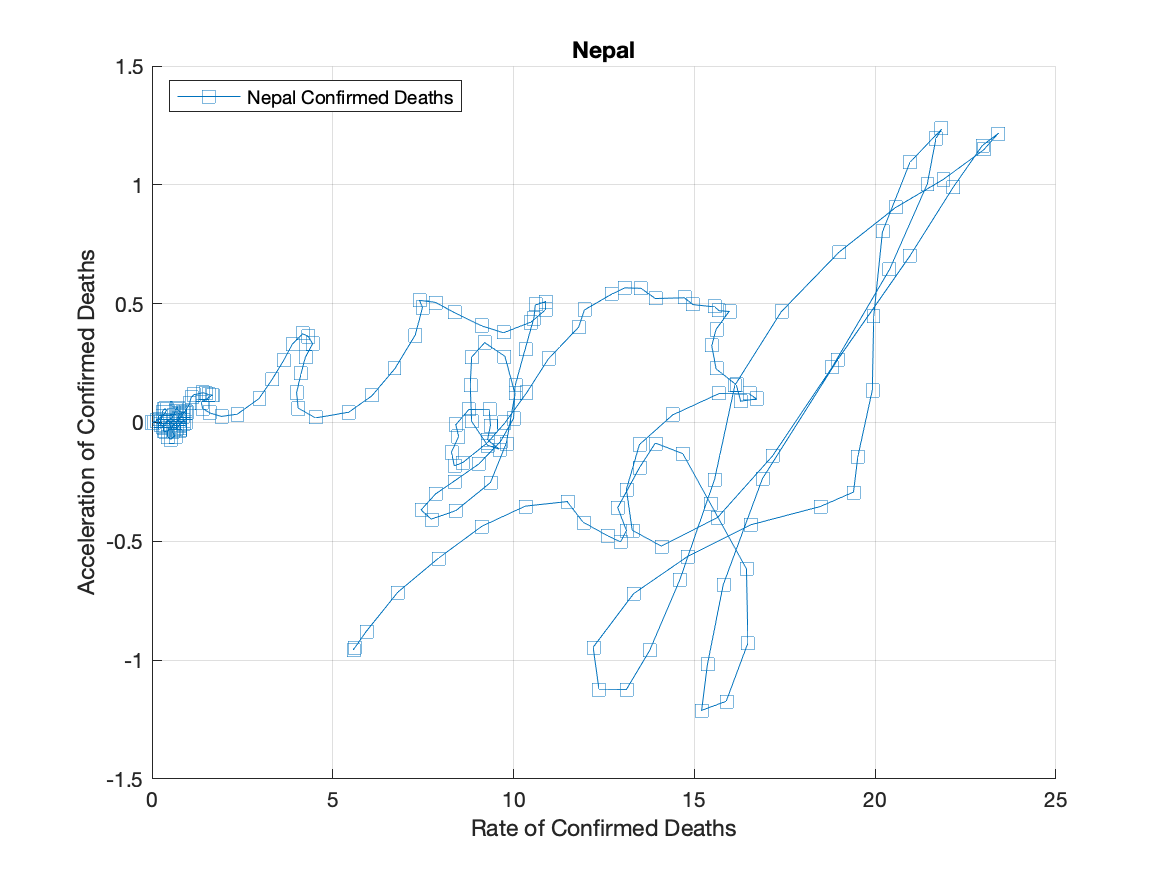 Nepal
1.5
Nepal Confirmed Deaths
1
0.5
0
-0.5
-1
-1.5
Acceleration of Confirmed Deaths
0 5 10 15 20 25
Rate of Confirmed Deaths